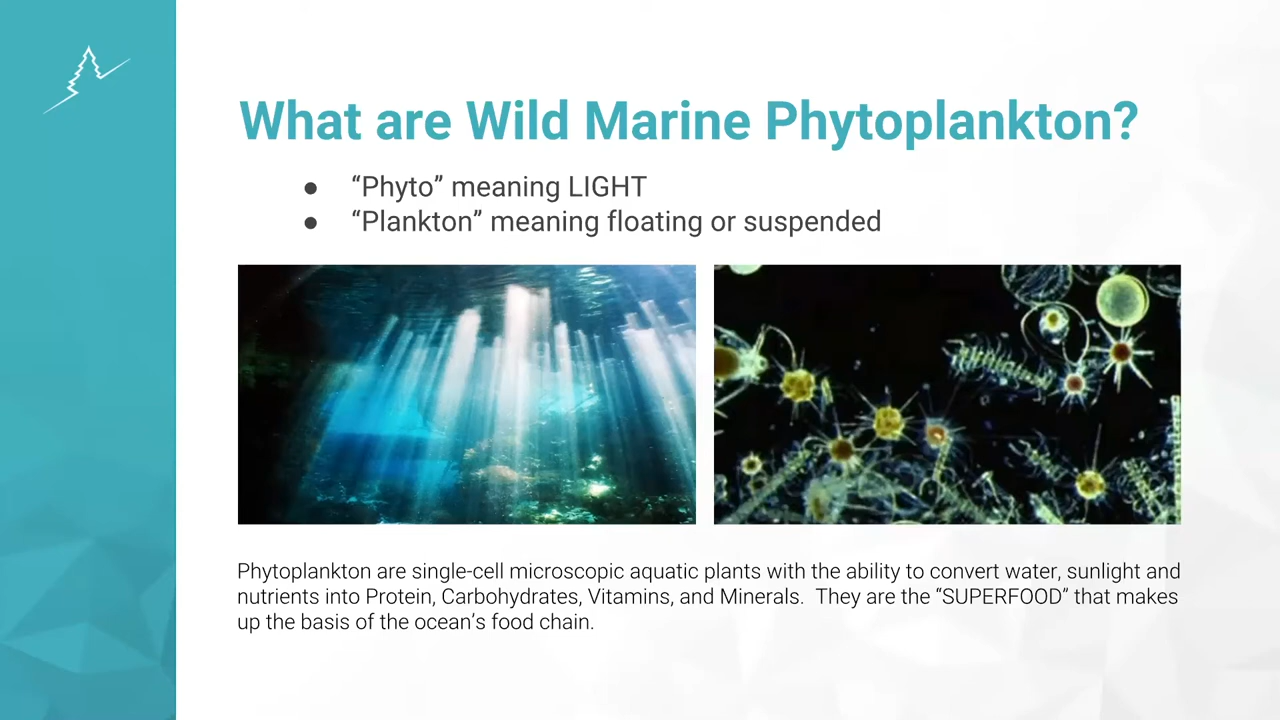 What are Wild Marine Phytoplankton?
● “Phyto” meaning LIGHT
● “Plankton” meaning floating or suspended
Phytoplankton are single-cell microscopic aquatic plants with the ability to convert water, sunlight and
nutrients into Protein, Carbohydrates, Vitamins, and Minerals.  They are the “SUPERFOOD” that makes
up the basis of the ocean’s food chain.